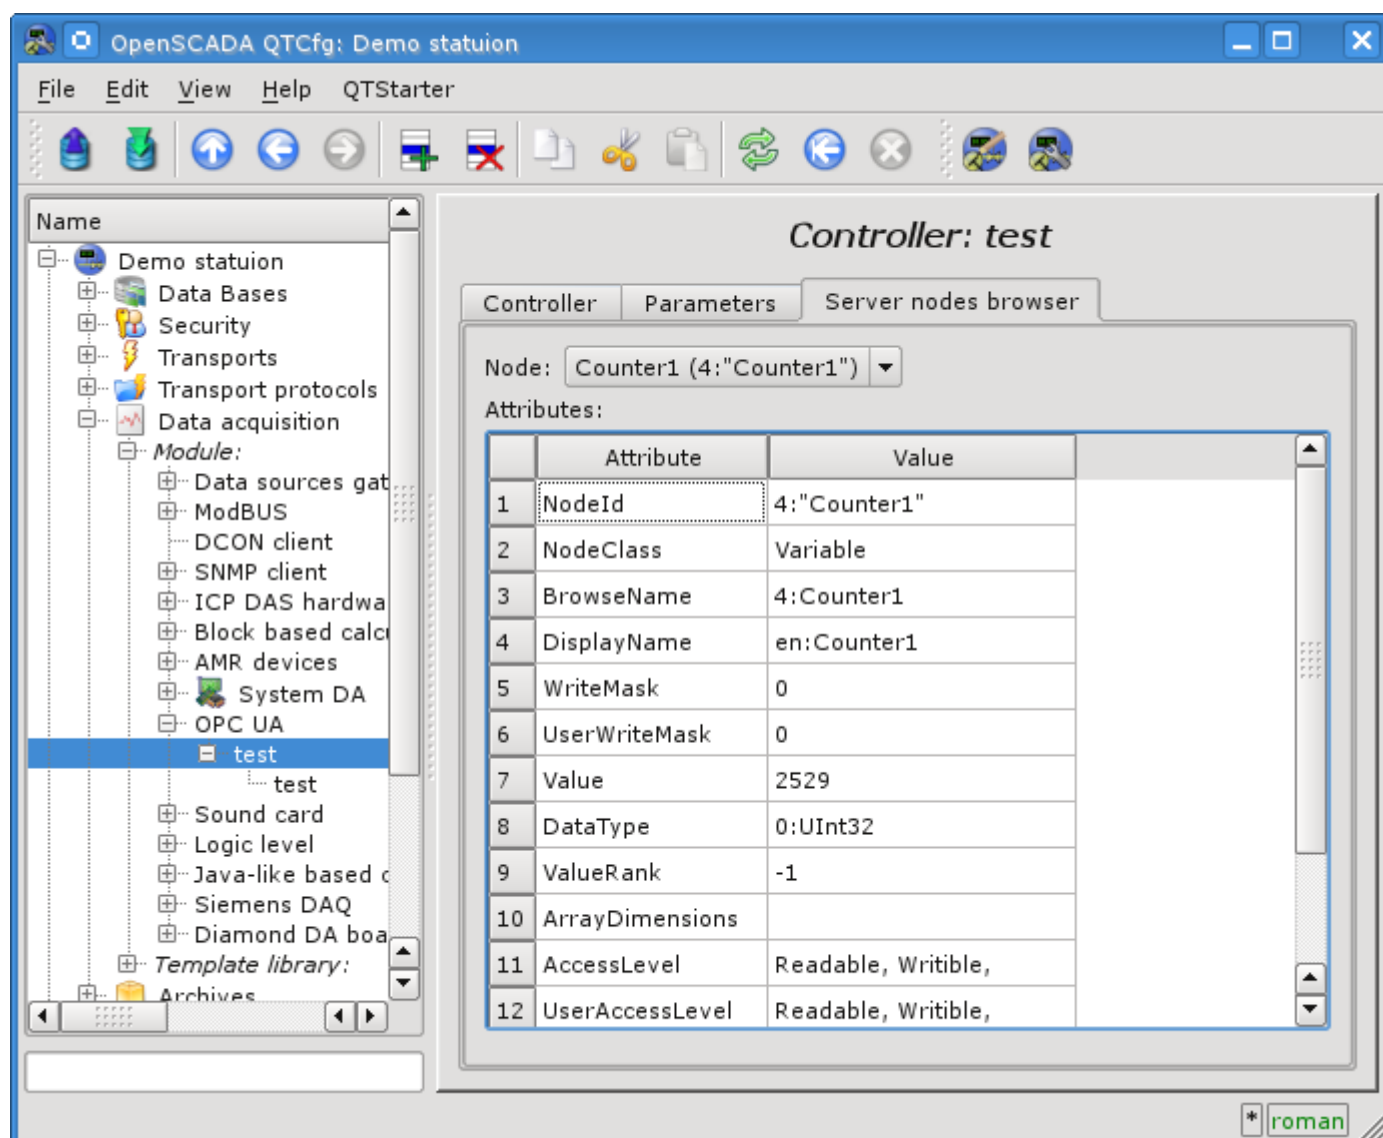 OpenSCADA QTCfg: Demo statuion
File Edit View Help QTStarter
Name
Demo statuion
Data Bases
Security
Transports
Transport protocols
Data acquisition
Module:
Data sources gat
ModBUS
DCON client
SNMP client
ICP DAS hardwa
Block based calcu
AMR devices
System DA
OPC UA
test
test
Sound card
Logic level
Java-like based c
Siemens DAQ
Diamond DA boa
Template library:
Archives
Controller: test
Controller Parameters Server nodes browser
Node: Counter1 (4:"Counter1")
Attributes:
Attribute Value
1 NodeId 4:"Counter1"
2 NodeClass Variable
3 BrowseName 4:Counter1
4 DisplayName en:Counter1
5 WriteMask 0
6 UserWriteMask 0
7 Value 2529
8 DataType 0:UInt32
9 ValueRank -1
10 ArrayDimensions
11 AccessLevel Readable, Writible,
12 UserAccessLevel Readable, Writible,
* roman